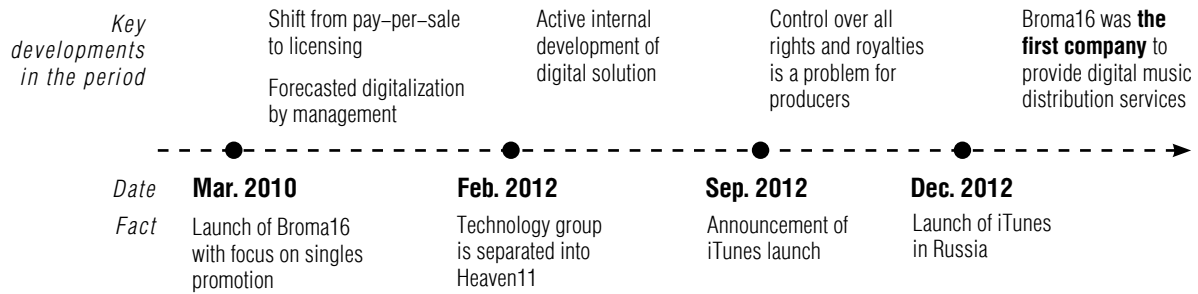 Key
developments
in the period
Shift from pay–per–sale
to licensing
Forecasted digitalization
by management
Active internal
development of
digital solution
Control over all
rights and royalties
is a problem for
producers
Broma16 was the
first company to
provide digital music
distribution services
Date
Mar. 2010
Feb. 2012
Sep. 2012
Dec. 2012
Fact
Launch of Broma16
with focus on singles
promotion
Technology group
is separated into
Heaven11
Announcement of
iTunes launch
Launch of iTunes
in Russia